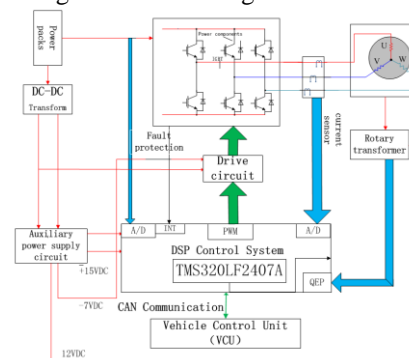 Power
packs
Power components
IGBT
U
V
W
DC-DC
Transform
Fault
protection
current
sensor
Rotary
transformer
Drive
circuit
A/D
INT
PWM
A/D
Auxiliary
power supply
circuit
DSP Control System
TMS320LF2407A
QEP
+15VDC
-7VDC
CAN Communication
Vehicle Control Unit
(VCU)
12VDC